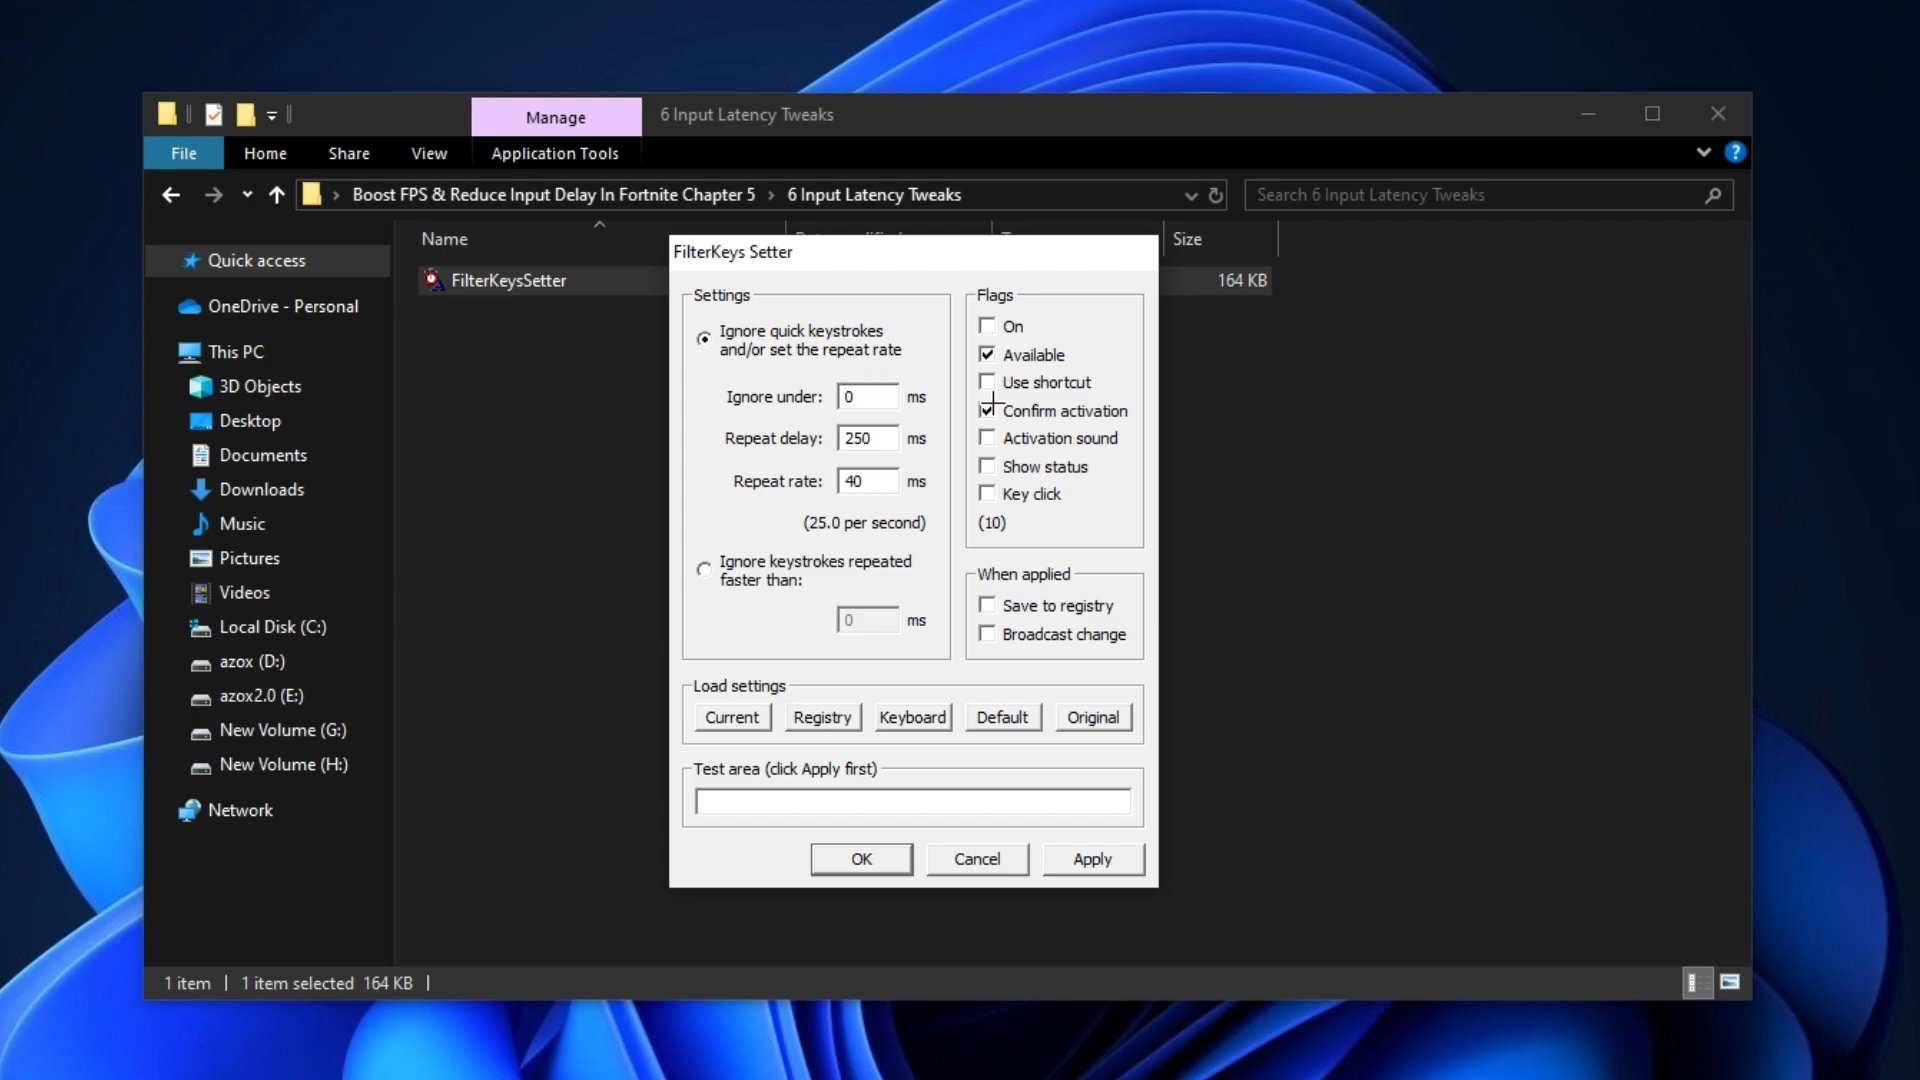 Manage
6 Input Latency Tweaks
File
Home
Share
View
Application Tools
Boost FPS & Reduce Input Delay In Fortnite Chapter 5 > 6 Input Latency Tweaks
Search 6 Input Latency Tweaks
Name
Size
FilterKeysSetter
164 KB
Quick access
OneDrive - Personal
This PC
3D Objects
Desktop
Documents
Downloads
Music
Pictures
Videos
Local Disk (C:)
azox (D:)
azox2.0 (E:)
New Volume (G:)
New Volume (H:)
Network
FilterKeys Setter
Settings
Ignore quick keystrokes
and/or set the repeat rate
Ignore under: 0 ms
Repeat delay: 250 ms
Repeat rate: 40 ms
(25.0 per second)
Ignore keystrokes repeated
faster than:
0 ms
Flags
On
Available
Use shortcut
Confirm activation
Activation sound
Show status
Key click
(10)
When applied
Save to registry
Broadcast change
Load settings
Current
Registry
Keyboard
Default
Original
Test area (click Apply first)
OK
Cancel
Apply
1 item
1 item selected 164 KB